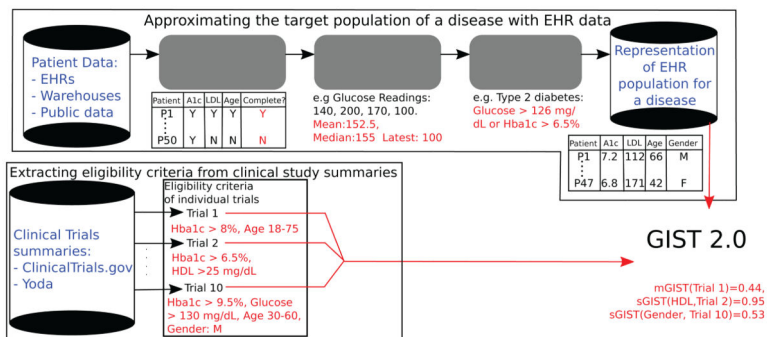 Approximating the target population of a disease with EHR data
Patient Data:
- EHRs
- Warehouses
- Public data
Patient A1c LDL Age Complete?
P1 Y Y Y Y
P50 Y N N N
e.g Glucose Readings:
140, 200, 170, 100.
Mean:152.5,
Median:155 Latest: 100
e.g. Type 2 diabetes:
Glucose > 126 mg/
dL or Hba1c > 6.5%
Representation
of EHR
population for
a disease
Patient A1c LDL Age Gender
P1 7.2 112 66 M
P47 6.8 171 42 F
Extracting eligibility criteria from clinical study summaries
Clinical Trials
summaries:
- ClinicalTrials.gov
- Yoda
Eligibility criteria
of individual trials
Trial 1
Hba1c > 8%, Age 18-75
Trial 2
Hba1c > 6.5%,
HDL >25 mg/dL
Trial 10
Hba1c > 9.5%, Glucose
> 130 mg/dL, Age 30-60,
Gender: M
GIST 2.0
mGIST(Trial 1)=0.44,
sGIST(HDL,Trial 2)=0.95
sGIST(Gender, Trial 10)=0.53